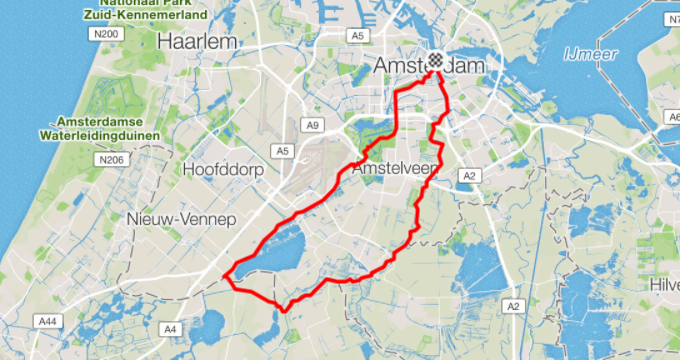 Nationaal Park
Zuid-Kennemerland
N200
Haarlem
A5
Amsterdam
IJmeer
Amsterdamse
Waterleidingduinen
N206
A9
A5
Hoofddorp
Amstelveen
A2
A6
Nieuw-Vennep
A44
A4
A2
Hilve